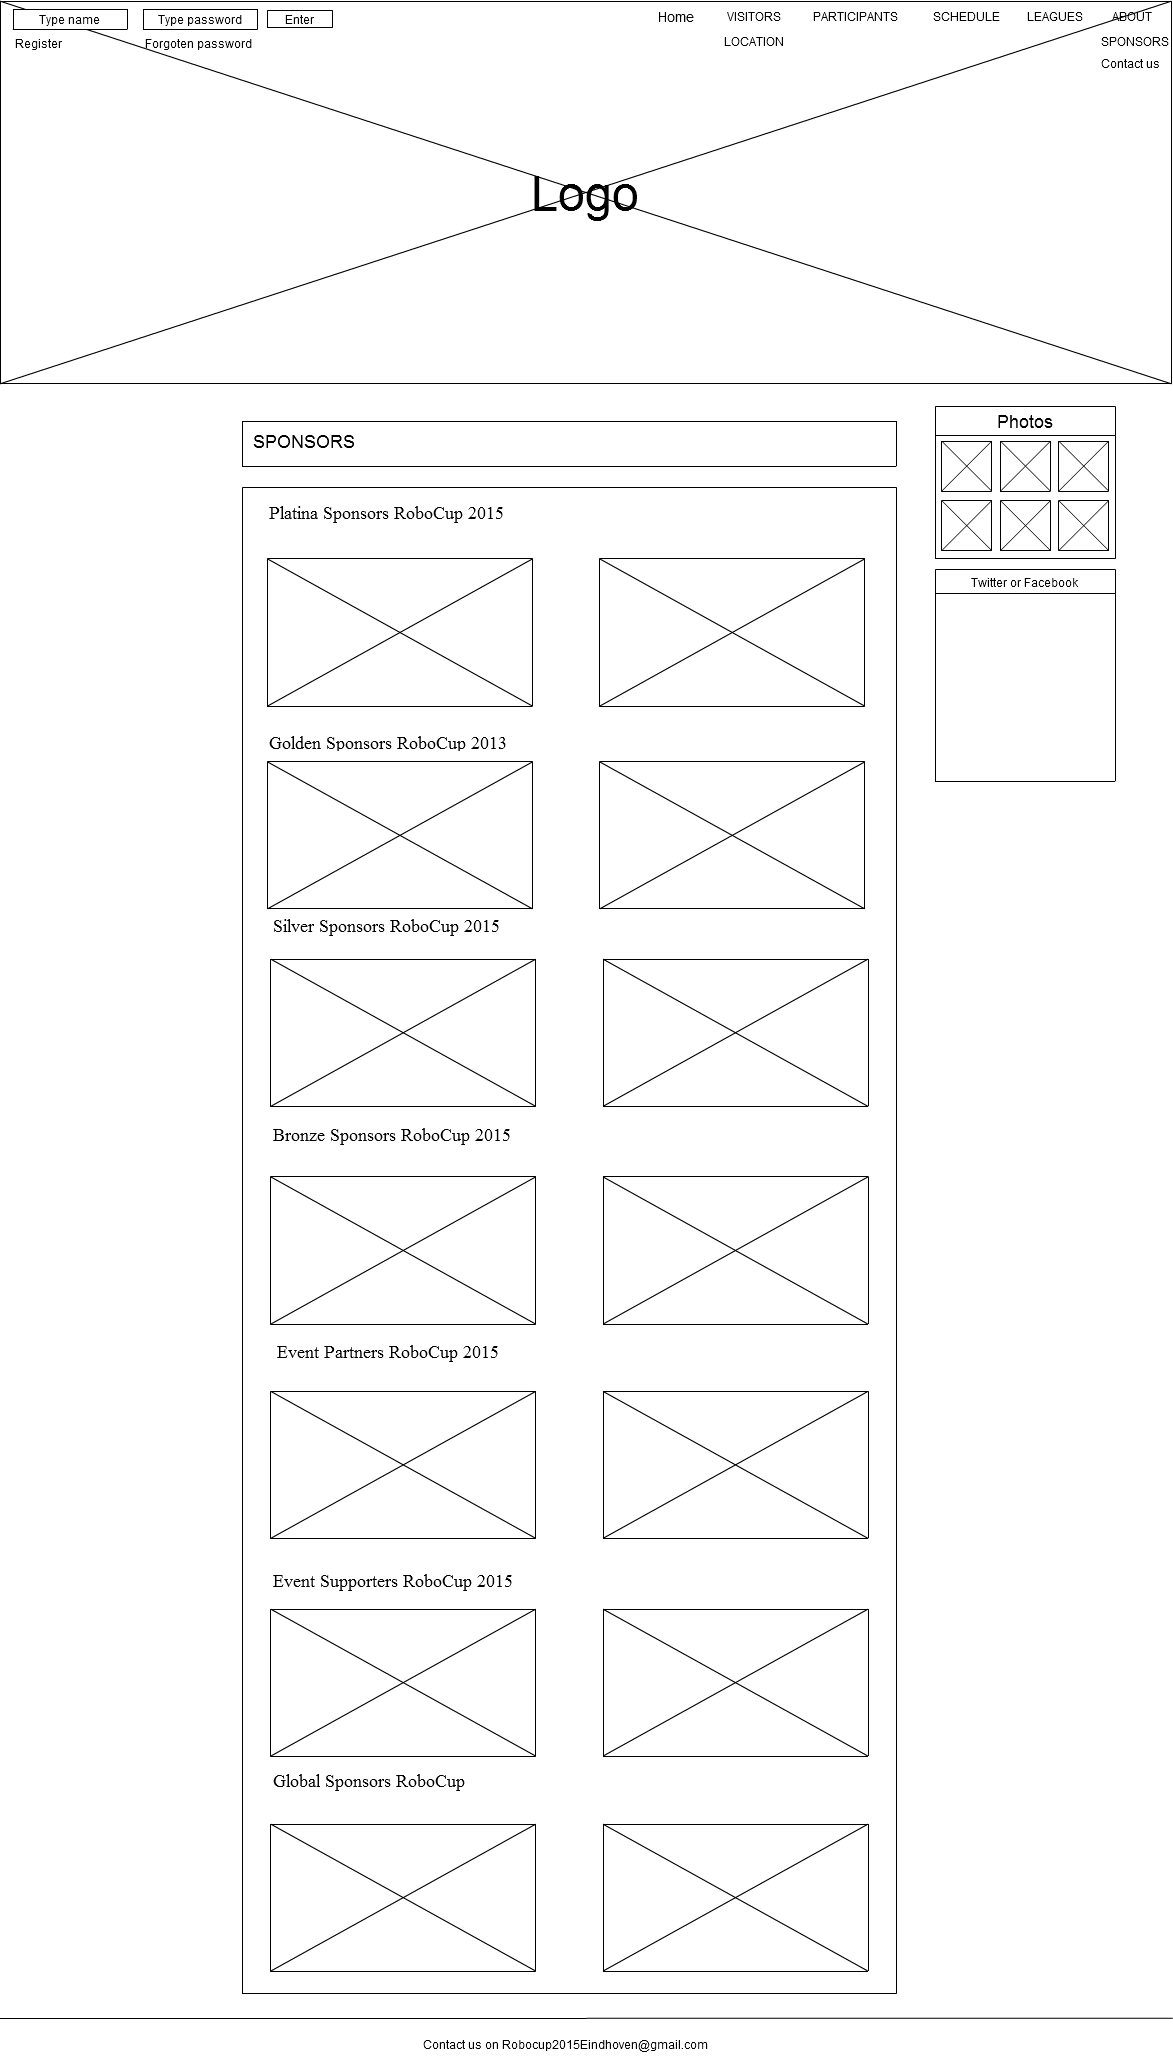 Type name
Type password
Enter
Home
VISITORS
PARTICIPANTS
SCHEDULE
LEAGUES
ABOUT
Register
Forgoten password
LOCATION
SPONSORS
Contact us
Logo
SPONSORS
Photos
Platina Sponsors RoboCup 2015
Twitter or Facebook
Golden Sponsors RoboCup 2013
Silver Sponsors RoboCup 2015
Bronze Sponsors RoboCup 2015
Event Partners RoboCup 2015
Event Supporters RoboCup 2015
Global Sponsors RoboCup
Contact us on Robocup2015Eindhoven@gmail.com